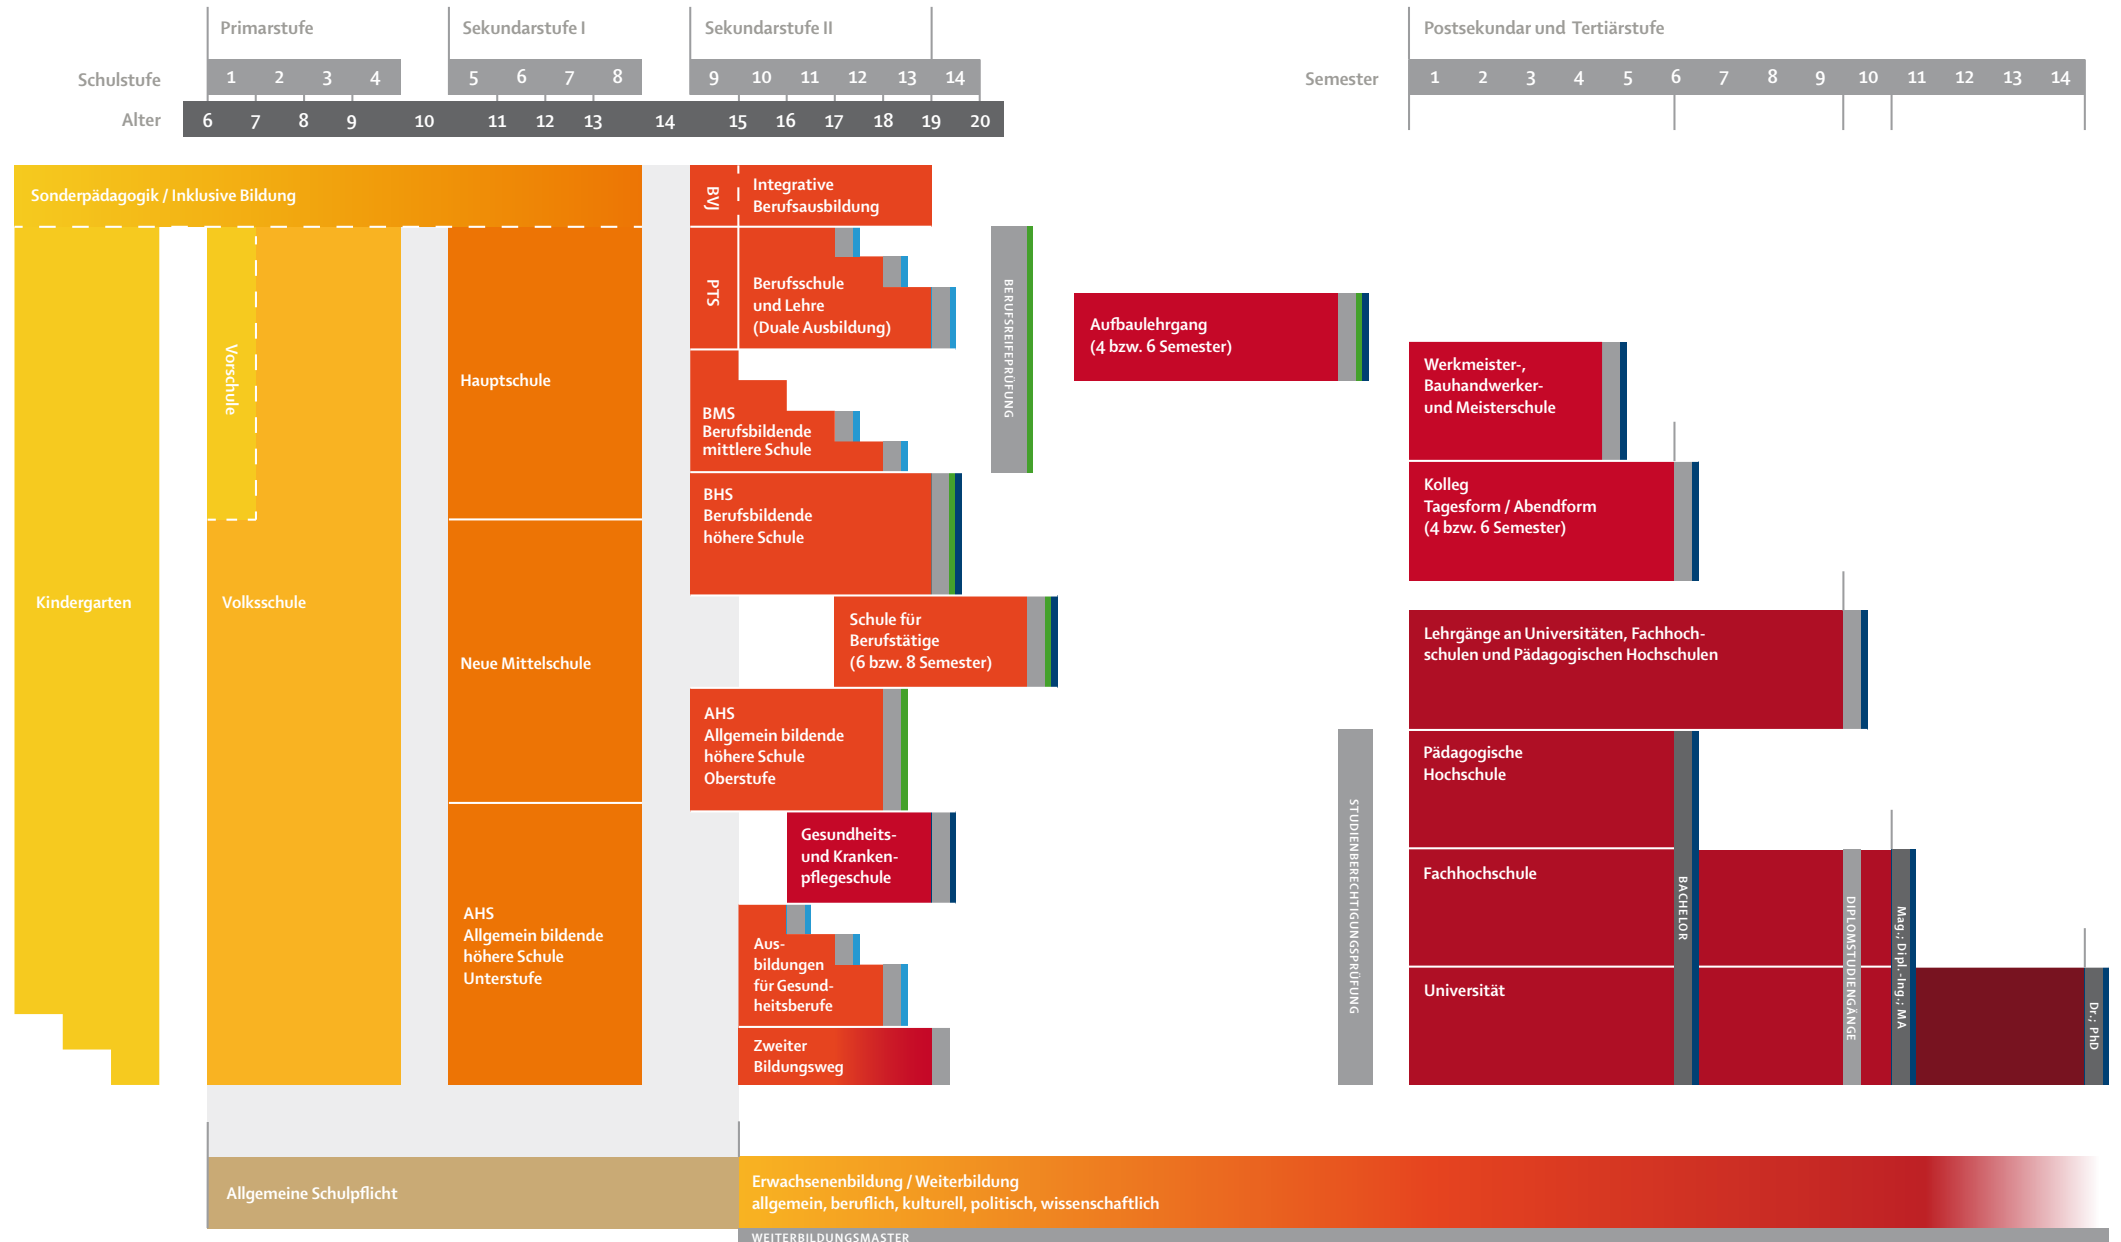 Primarstufe
Sekundarstufe I
Sekundarstufe II
Postsekundar und Tertiärstufe
Schulstufe
1 2 3 4
5 6 7 8
9 10 11 12 13 14
Semester
1 2 3 4 5 6 7 8 9 10 11 12 13 14
Alter
6 7 8 9 10 11 12 13 14 15 16 17 18 19 20
Sonderpädagogik / Inklusive Bildung
Kindergarten
Vorschule
Volksschule
Hauptschule
Neue Mittelschule
AHS
Allgemein bildende
höhere Schule
Unterstufe
BVJ
Integrative
Berufsausbildung
PTS
Berufsschule
und Lehre
(Duale Ausbildung)
BMS
Berufsbildende
mittlere Schule
BHS
Berufsbildende
höhere Schule
Schule für
Berufstätige
(6 bzw. 8 Semester)
AHS
Allgemein bildende
höhere Schule
Oberstufe
Gesundheits-
und Kranken-
pflegeschule
Aus-
bildungen
für Gesund-
heitsberufe
Zweiter
Bildungsweg
BERUFSREIFEPRÜFUNG
Aufbaulehrgang
(4 bzw. 6 Semester)
Werkmeister-,
Bauhandwerker-
und Meisterschule
Kolleg
Tagesform / Abendform
(4 bzw. 6 Semester)
Lehrgänge an Universitäten, Fachhoch-
schulen und Pädagogischen Hochschulen
STUDIENBERECHTIGUNGSPRÜFUNG
Pädagogische
Hochschule
Fachhochschule
Universität
BACHELOR
DIPLOMSTUDIENGÄNGE
Mag.; Dipl.-Ing.; MA
Dr.; PhD
Allgemeine Schulpflicht
Erwachsenenbildung / Weiterbildung
allgemein, beruflich, kulturell, politisch, wissenschaftlich
WEITERBILDUNGSMASTER